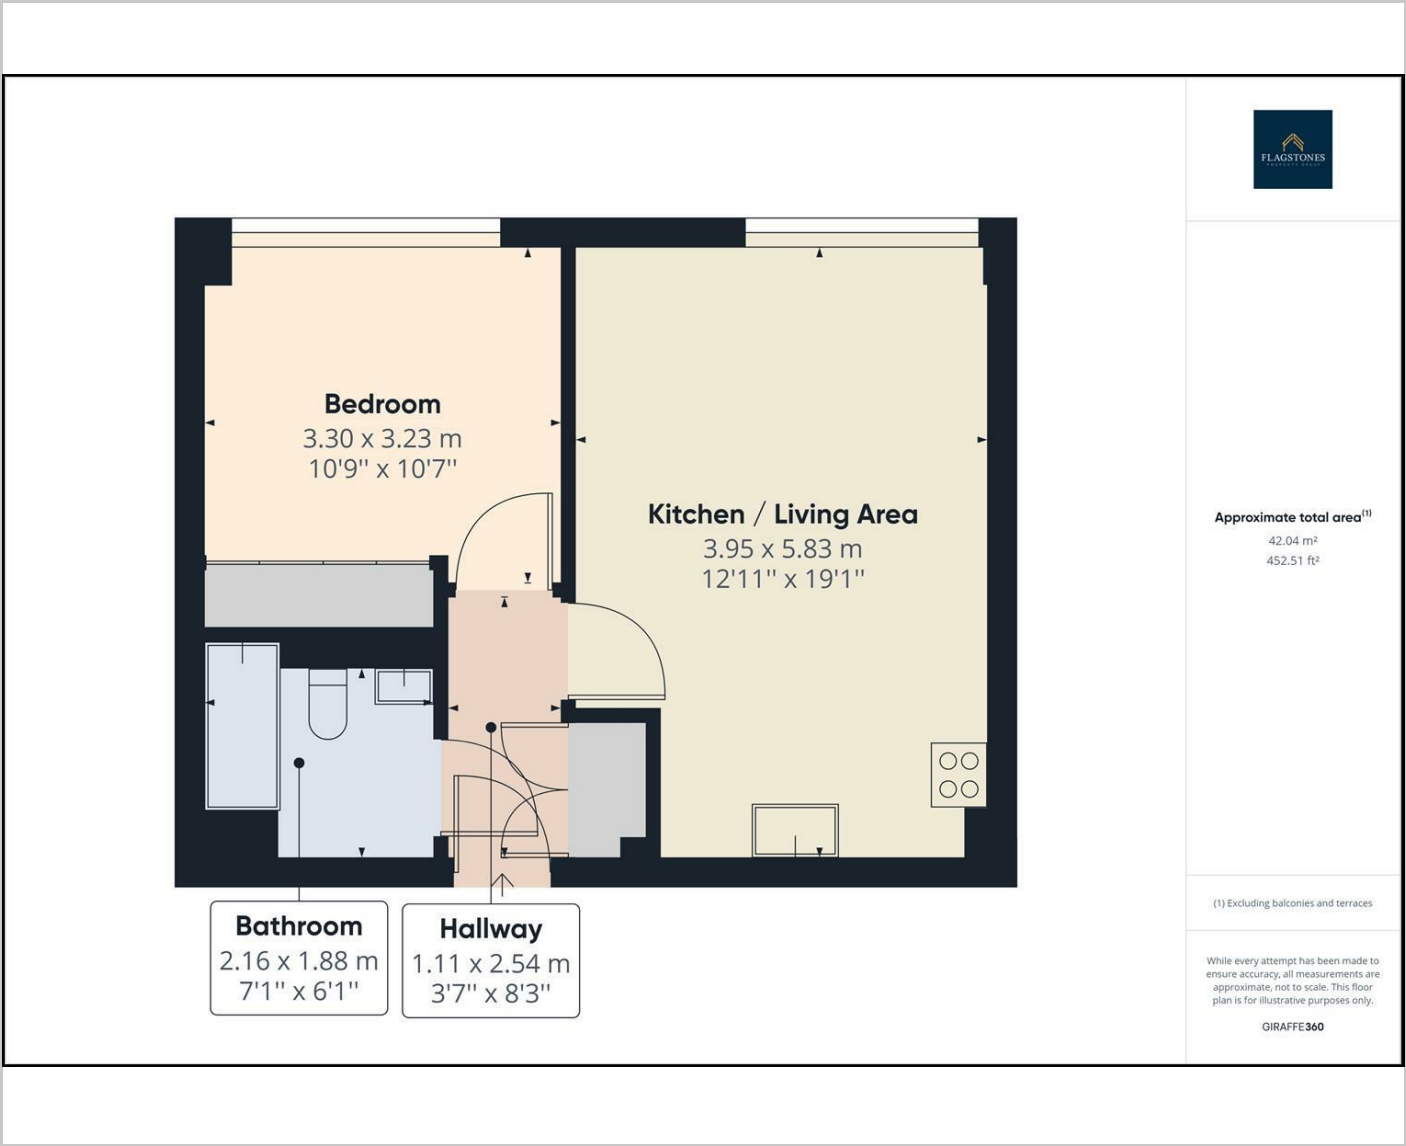 FLAGSTONES
PROPERTY GROUP
Bedroom
3.30 x 3.23 m
10'9'' x 10'7''
Kitchen / Living Area
3.95 x 5.83 m
12'11'' x 19'1''
Bathroom
2.16 x 1.88 m
7'1'' x 6'1''
Hallway
1.11 x 2.54 m
3'7'' x 8'3''
Approximate total area(1)
42.04 m²
452.51 ft²
(1) Excluding balconies and terraces
While every attempt has been made to
ensure accuracy, all measurements are
approximate, not to scale. This floor
plan is for illustrative purposes only.
GIRAFFE360